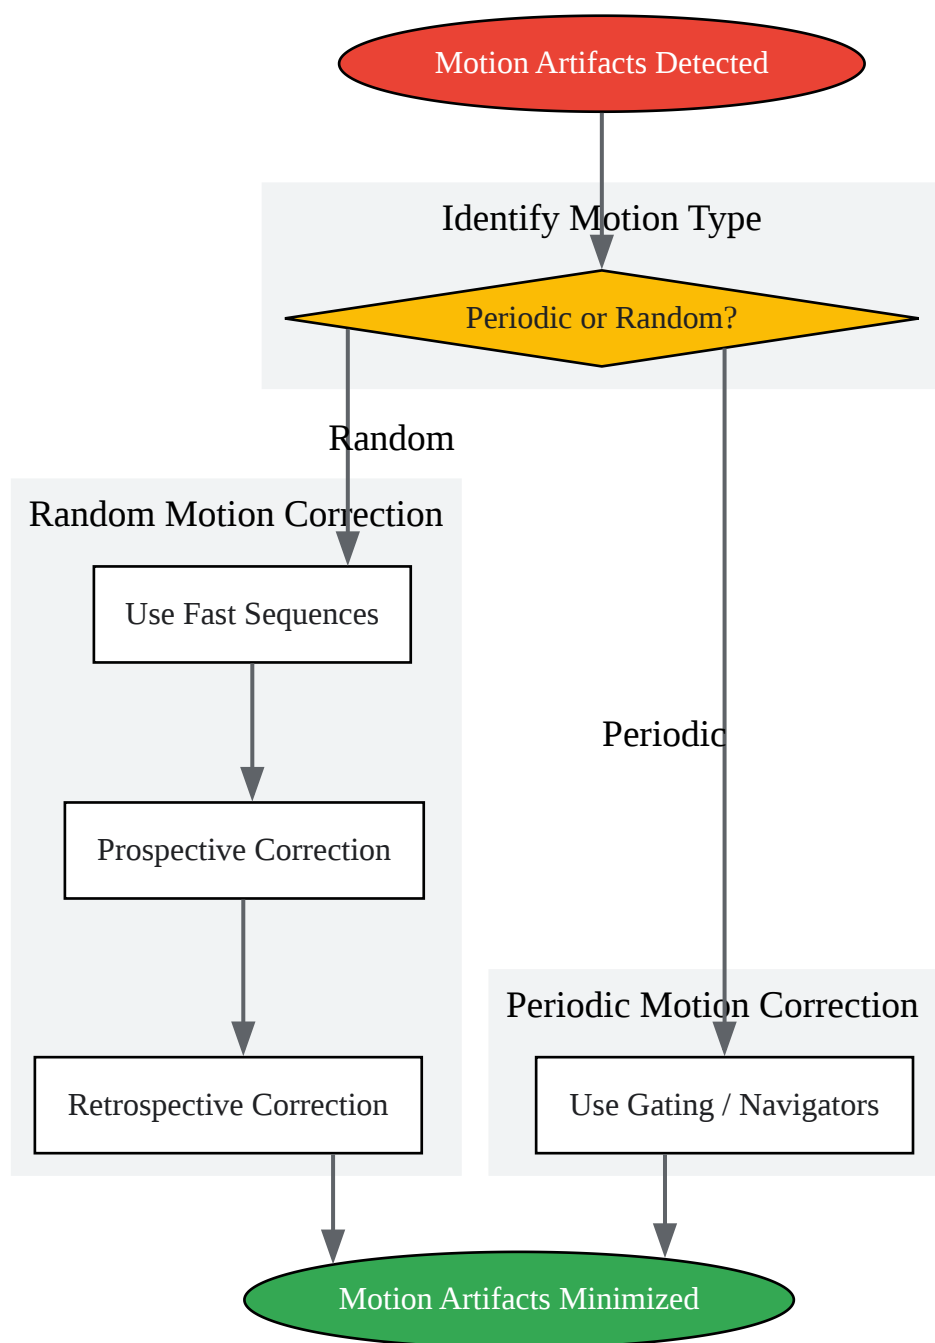 Motion Artifacts Detected
Identify Motion Type
Periodic or Random?
Random
Random Motion Correction
Use Fast Sequences
Prospective Correction
Retrospective Correction
Periodic
Periodic Motion Correction
Use Gating / Navigators
Motion Artifacts Minimized